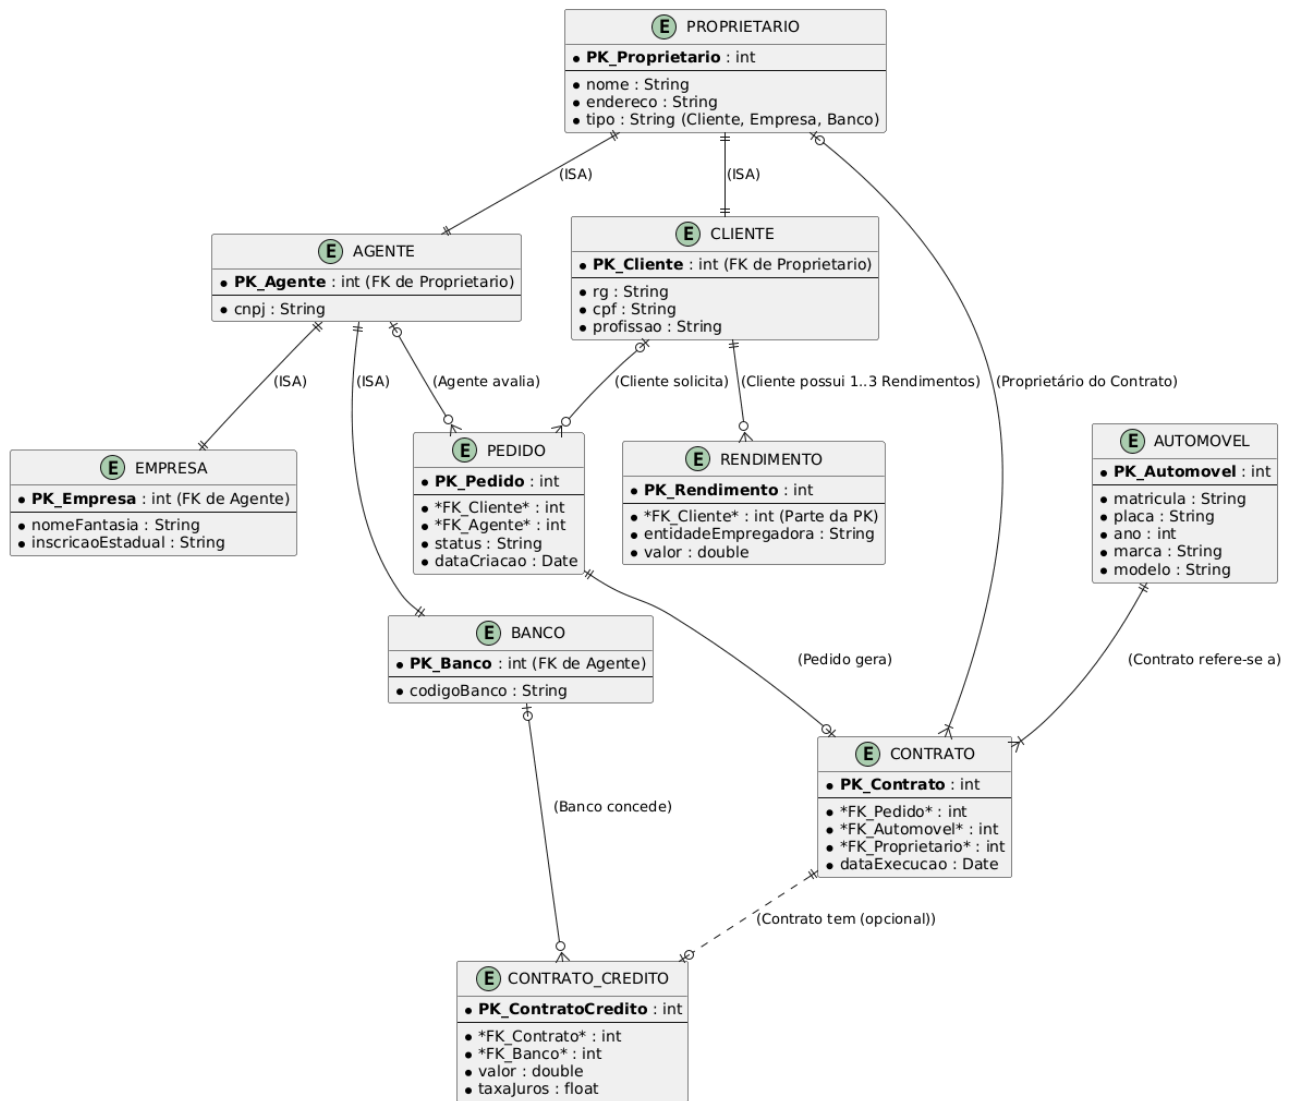 E PROPRIETARIO
PK_Proprietario : int
nome : String
endereco : String
tipo : String (Cliente, Empresa, Banco)
(ISA)
(ISA)
E AGENTE
PK_Agente : int (FK de Proprietario)
cnpj : String
E CLIENTE
PK_Cliente : int (FK de Proprietario)
rg : String
cpf : String
profissao : String
(ISA)
(ISA)
(Agente avalia)
(Cliente solicita)
(Cliente possui 1..3 Rendimentos)
(Proprietário do Contrato)
E EMPRESA
PK_Empresa : int (FK de Agente)
nomeFantasia : String
inscricaoEstadual : String
E PEDIDO
PK_Pedido : int
*FK_Cliente* : int
*FK_Agente* : int
status : String
dataCriacao : Date
E RENDIMENTO
PK_Rendimento : int
*FK_Cliente* : int (Parte da PK)
entidadeEmpregadora : String
valor : double
E AUTOMOVEL
PK_Automovel : int
matricula : String
placa : String
ano : int
marca : String
modelo : String
E BANCO
PK_Banco : int (FK de Agente)
codigoBanco : String
(Pedido gera)
(Contrato refere-se a)
E CONTRATO
PK_Contrato : int
*FK_Pedido* : int
*FK_Automovel* : int
*FK_Proprietario* : int
dataExecucao : Date
(Banco concede)
(Contrato tem (opcional))
E CONTRATO_CREDITO
PK_ContratoCredito : int
*FK_Contrato* : int
*FK_Banco* : int
valor : double
taxaJuros : float